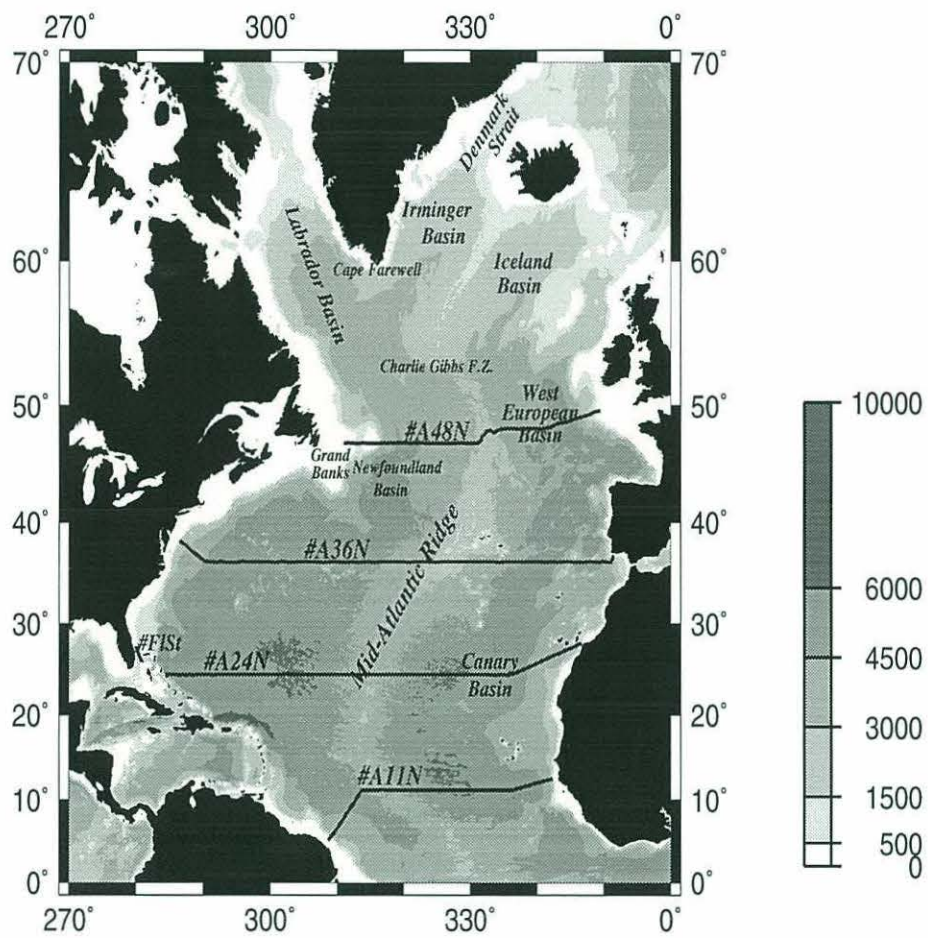 270° 300° 330° 0°
70° 70°
Denmark
Strait
Labrador Basin
Irminger
Basin
60° 60°
Cape Farewell
Iceland
Basin
Charlie Gibbs F.Z.
50° 50°
West
European
Basin
#A48N
Grand
Banks
Newfoundland
Basin
40° 40°
#A36N
Mid-Atlantic Ridge
30° 30°
#FlSt
#A24N
Canary
Basin
20° 20°
#A11N
10° 10°
0° 0°
270° 300° 330° 0°
10000
6000
4500
3000
1500
500
0